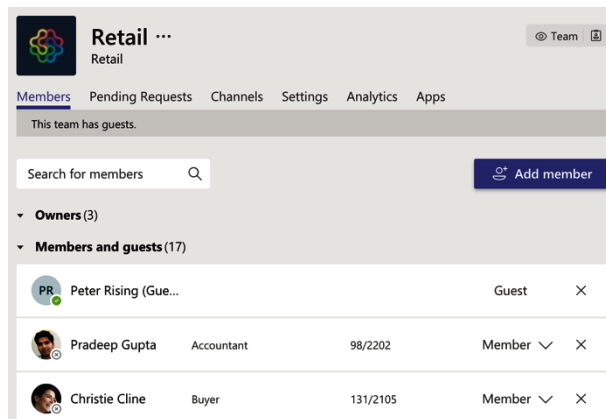 Retail ...
Retail
Team
Members Pending Requests Channels Settings Analytics Apps
This team has guests.
Search for members
Add member
Owners (3)
Members and guests (17)
PR Peter Rising (Gue... Guest
Pradeep Gupta Accountant 98/2202 Member
Christie Cline Buyer 131/2105 Member